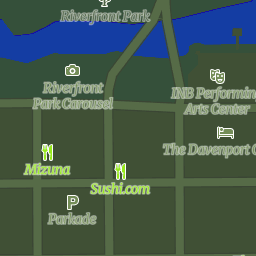 Riverfront Park
Riverfront
Park Carousel
INB Performing
Arts Center
The Davenport G
Mizuna
Sushi.com
P
Parkade